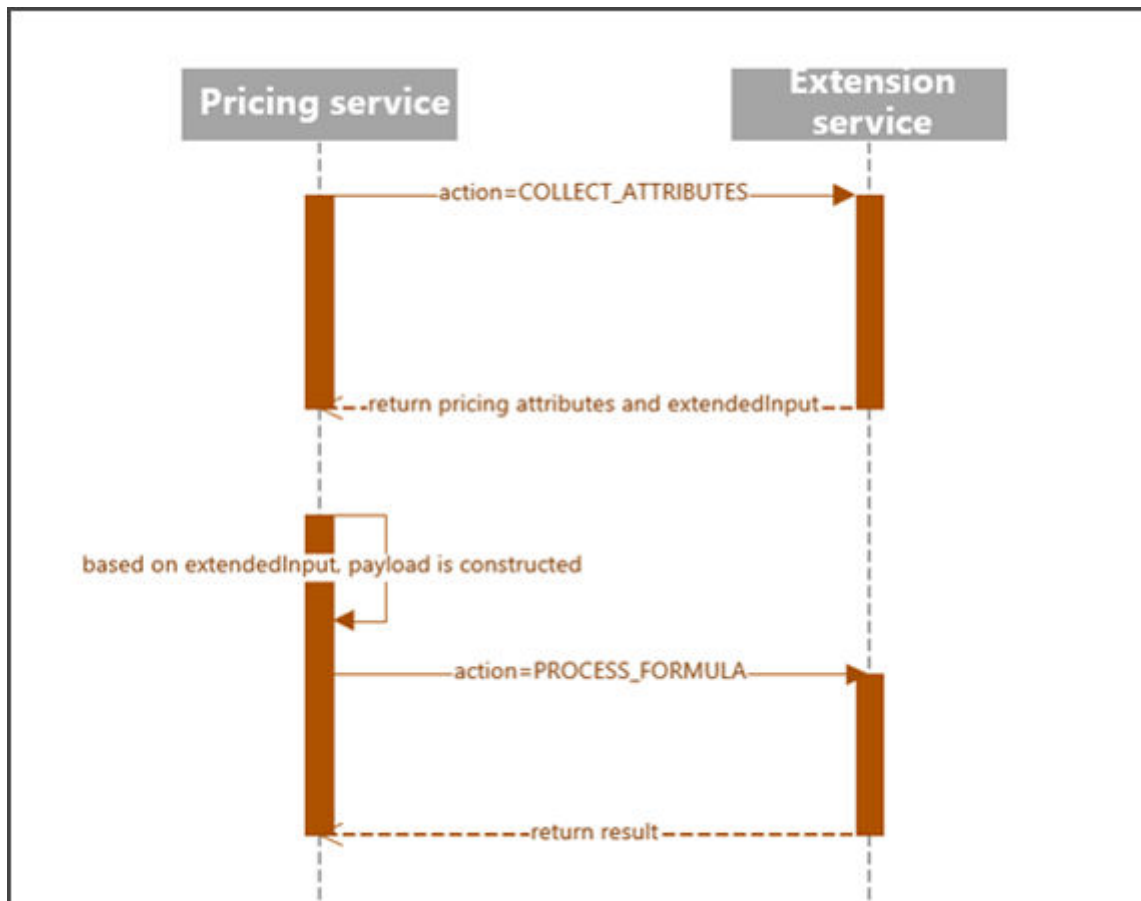 Pricing service
Extension
service
action=COLLECT_ATTRIBUTES
return pricing attributes and extendedInput
based on extendedInput, payload is constructed
action=PROCESS_FORMULA
return result